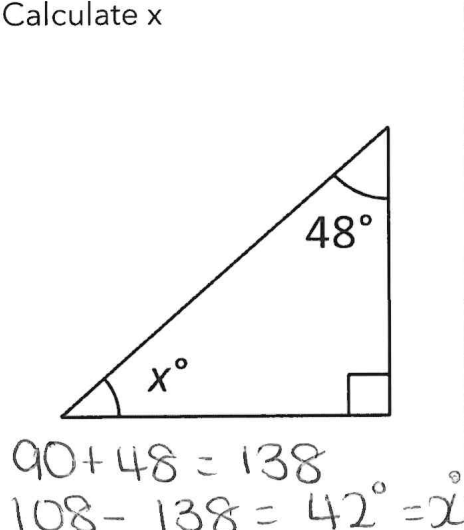 Calculate x
48°
x°
90+48 = 138
108- 138 = 42° = x°